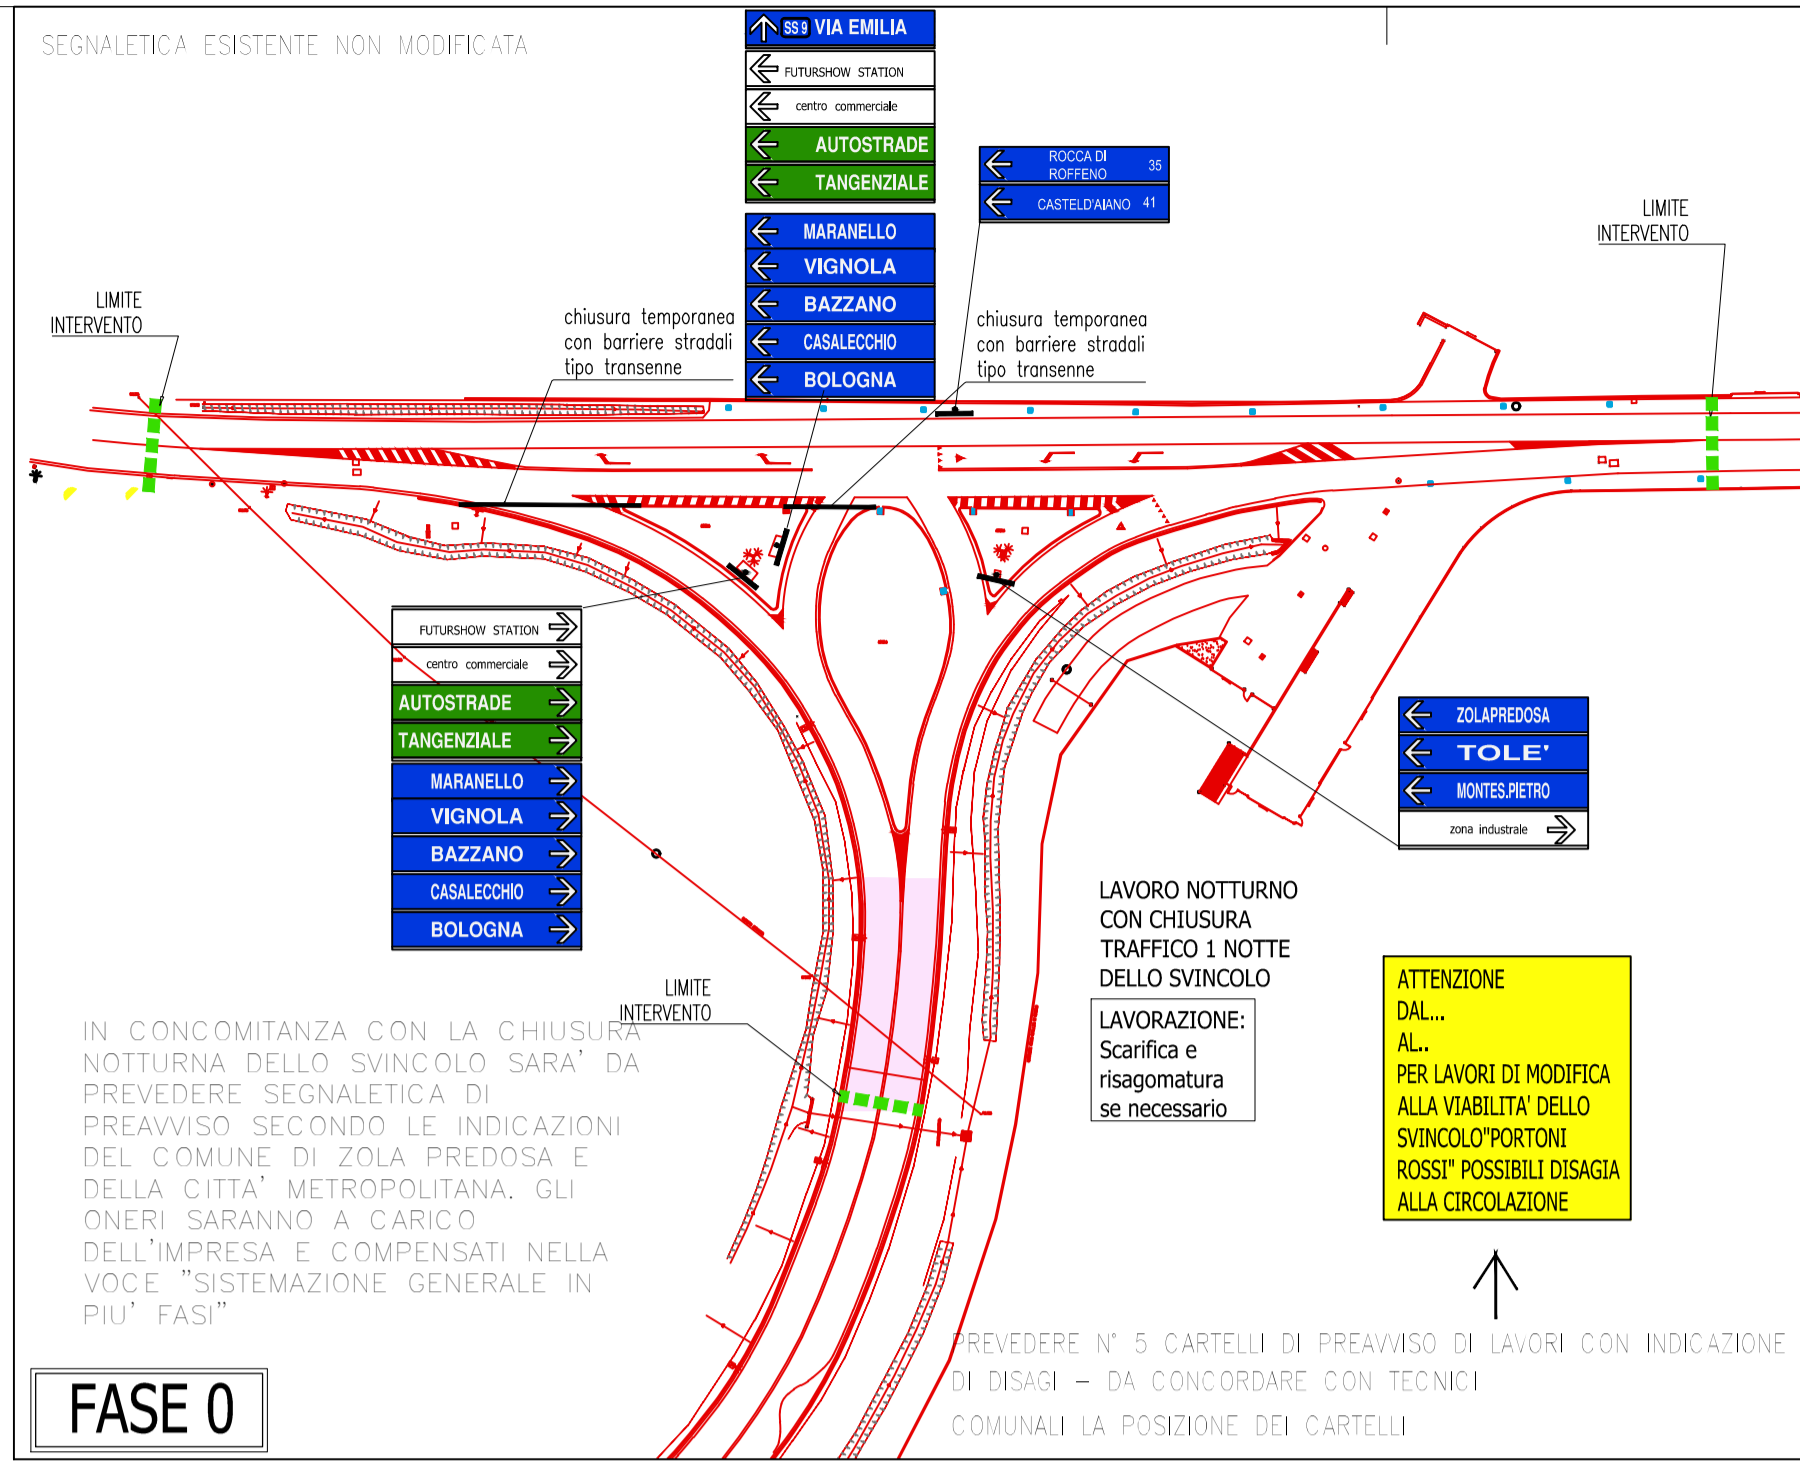 SEGNALETICA ESISTENTE NON MODIFICATA
SS 9 VIA EMILIA
FUTURSHOW STATION
centro commerciale
AUTOSTRADE
TANGENZIALE
MARANELLO
VIGNOLA
BAZZANO
CASALECCHIO
BOLOGNA
ROCCA DI
ROFFENO 35
CASTELD'AIANO 41
LIMITE
INTERVENTO
LIMITE
INTERVENTO
chiusura temporanea
con barriere stradali
tipo transenne
chiusura temporanea
con barriere stradali
tipo transenne
FUTURSHOW STATION
centro commerciale
AUTOSTRADE
TANGENZIALE
MARANELLO
VIGNOLA
BAZZANO
CASALECCHIO
BOLOGNA
ZOLAPREDOSA
TOLE'
MONTES.PIETRO
zona industrale
LAVORO NOTTURNO
CON CHIUSURA
TRAFFICO 1 NOTTE
DELLO SVINCOLO
LAVORAZIONE:
Scarifica e
risagomatura
se necessario
LIMITE
INTERVENTO
ATTENZIONE
DAL...
AL..
PER LAVORI DI MODIFICA
ALLA VIABILITA' DELLO
SVINCOLO"PORTONI
ROSSI" POSSIBILI DISAGIA
ALLA CIRCOLAZIONE
IN CONCOMITANZA CON LA CHIUSURA
NOTTURNA DELLO SVINCOLO SARA' DA
PREVEDERE SEGNALETICA DI
PREAVVISO SECONDO LE INDICAZIONI
DEL COMUNE DI ZOLA PREDOSA E
DELLA CITTA' METROPOLITANA. GLI
ONERI SARANNO A CARICO
DELL'IMPRESA E COMPENSATI NELLA
VOCE "SISTEMAZIONE GENERALE IN
PIU' FASI"
PREVEDERE N° 5 CARTELLI DI PREAVVISO DI LAVORI CON INDICAZIONE
DI DISAGI – DA CONCORDARE CON TECNICI
COMUNALI LA POSIZIONE DEI CARTELLI
FASE 0